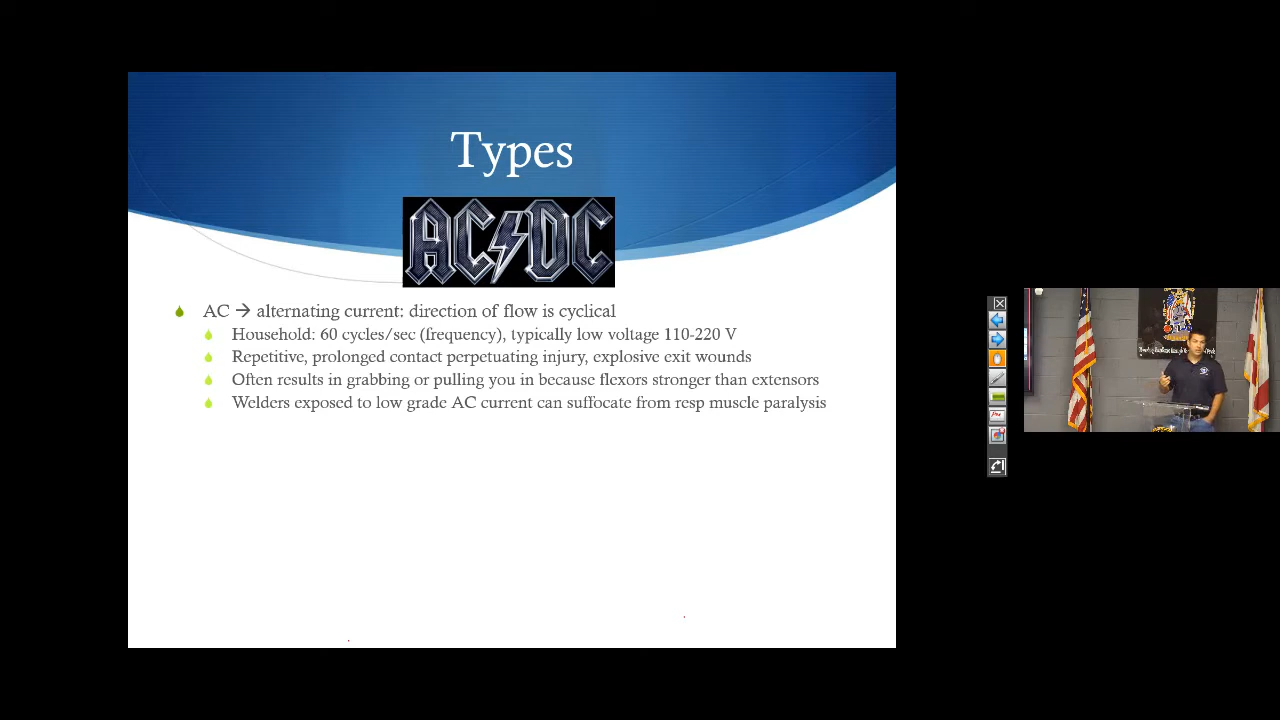 Types
AC/DC
AC → alternating current: direction of flow is cyclical
Household: 60 cycles/sec (frequency), typically low voltage 110-220 V
Repetitive, prolonged contact perpetuating injury, explosive exit wounds
Often results in grabbing or pulling you in because flexors stronger than extensors
Welders exposed to low grade AC current can suffocate from resp muscle paralysis